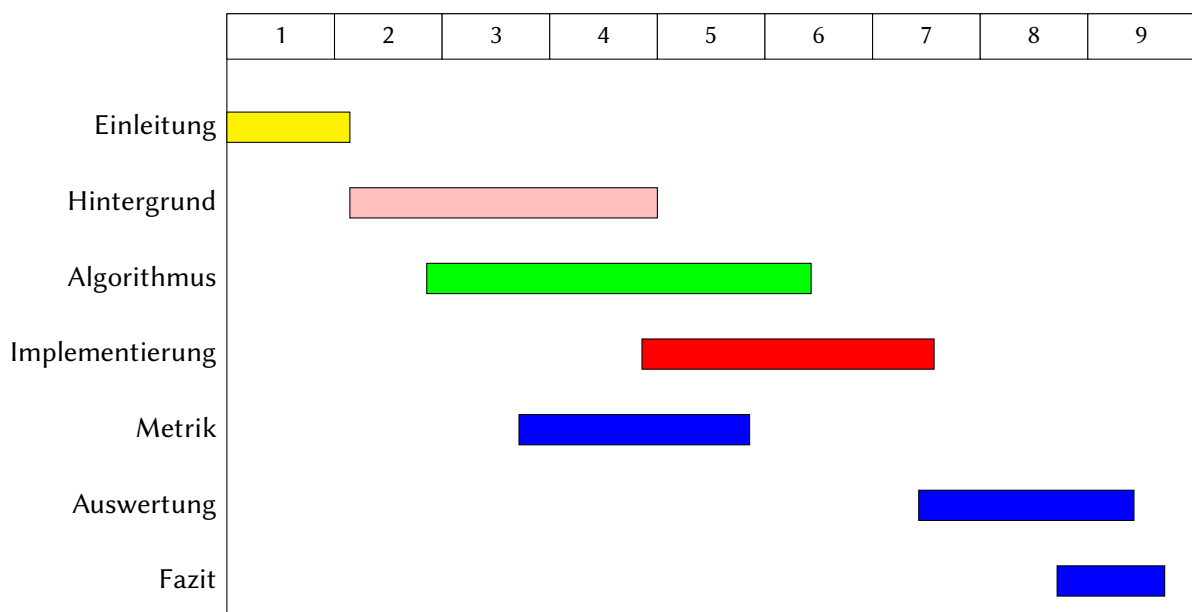 1 2 3 4 5 6 7 8 9
Einleitung
Hintergrund
Algorithmus
Implementierung
Metrik
Auswertung
Fazit